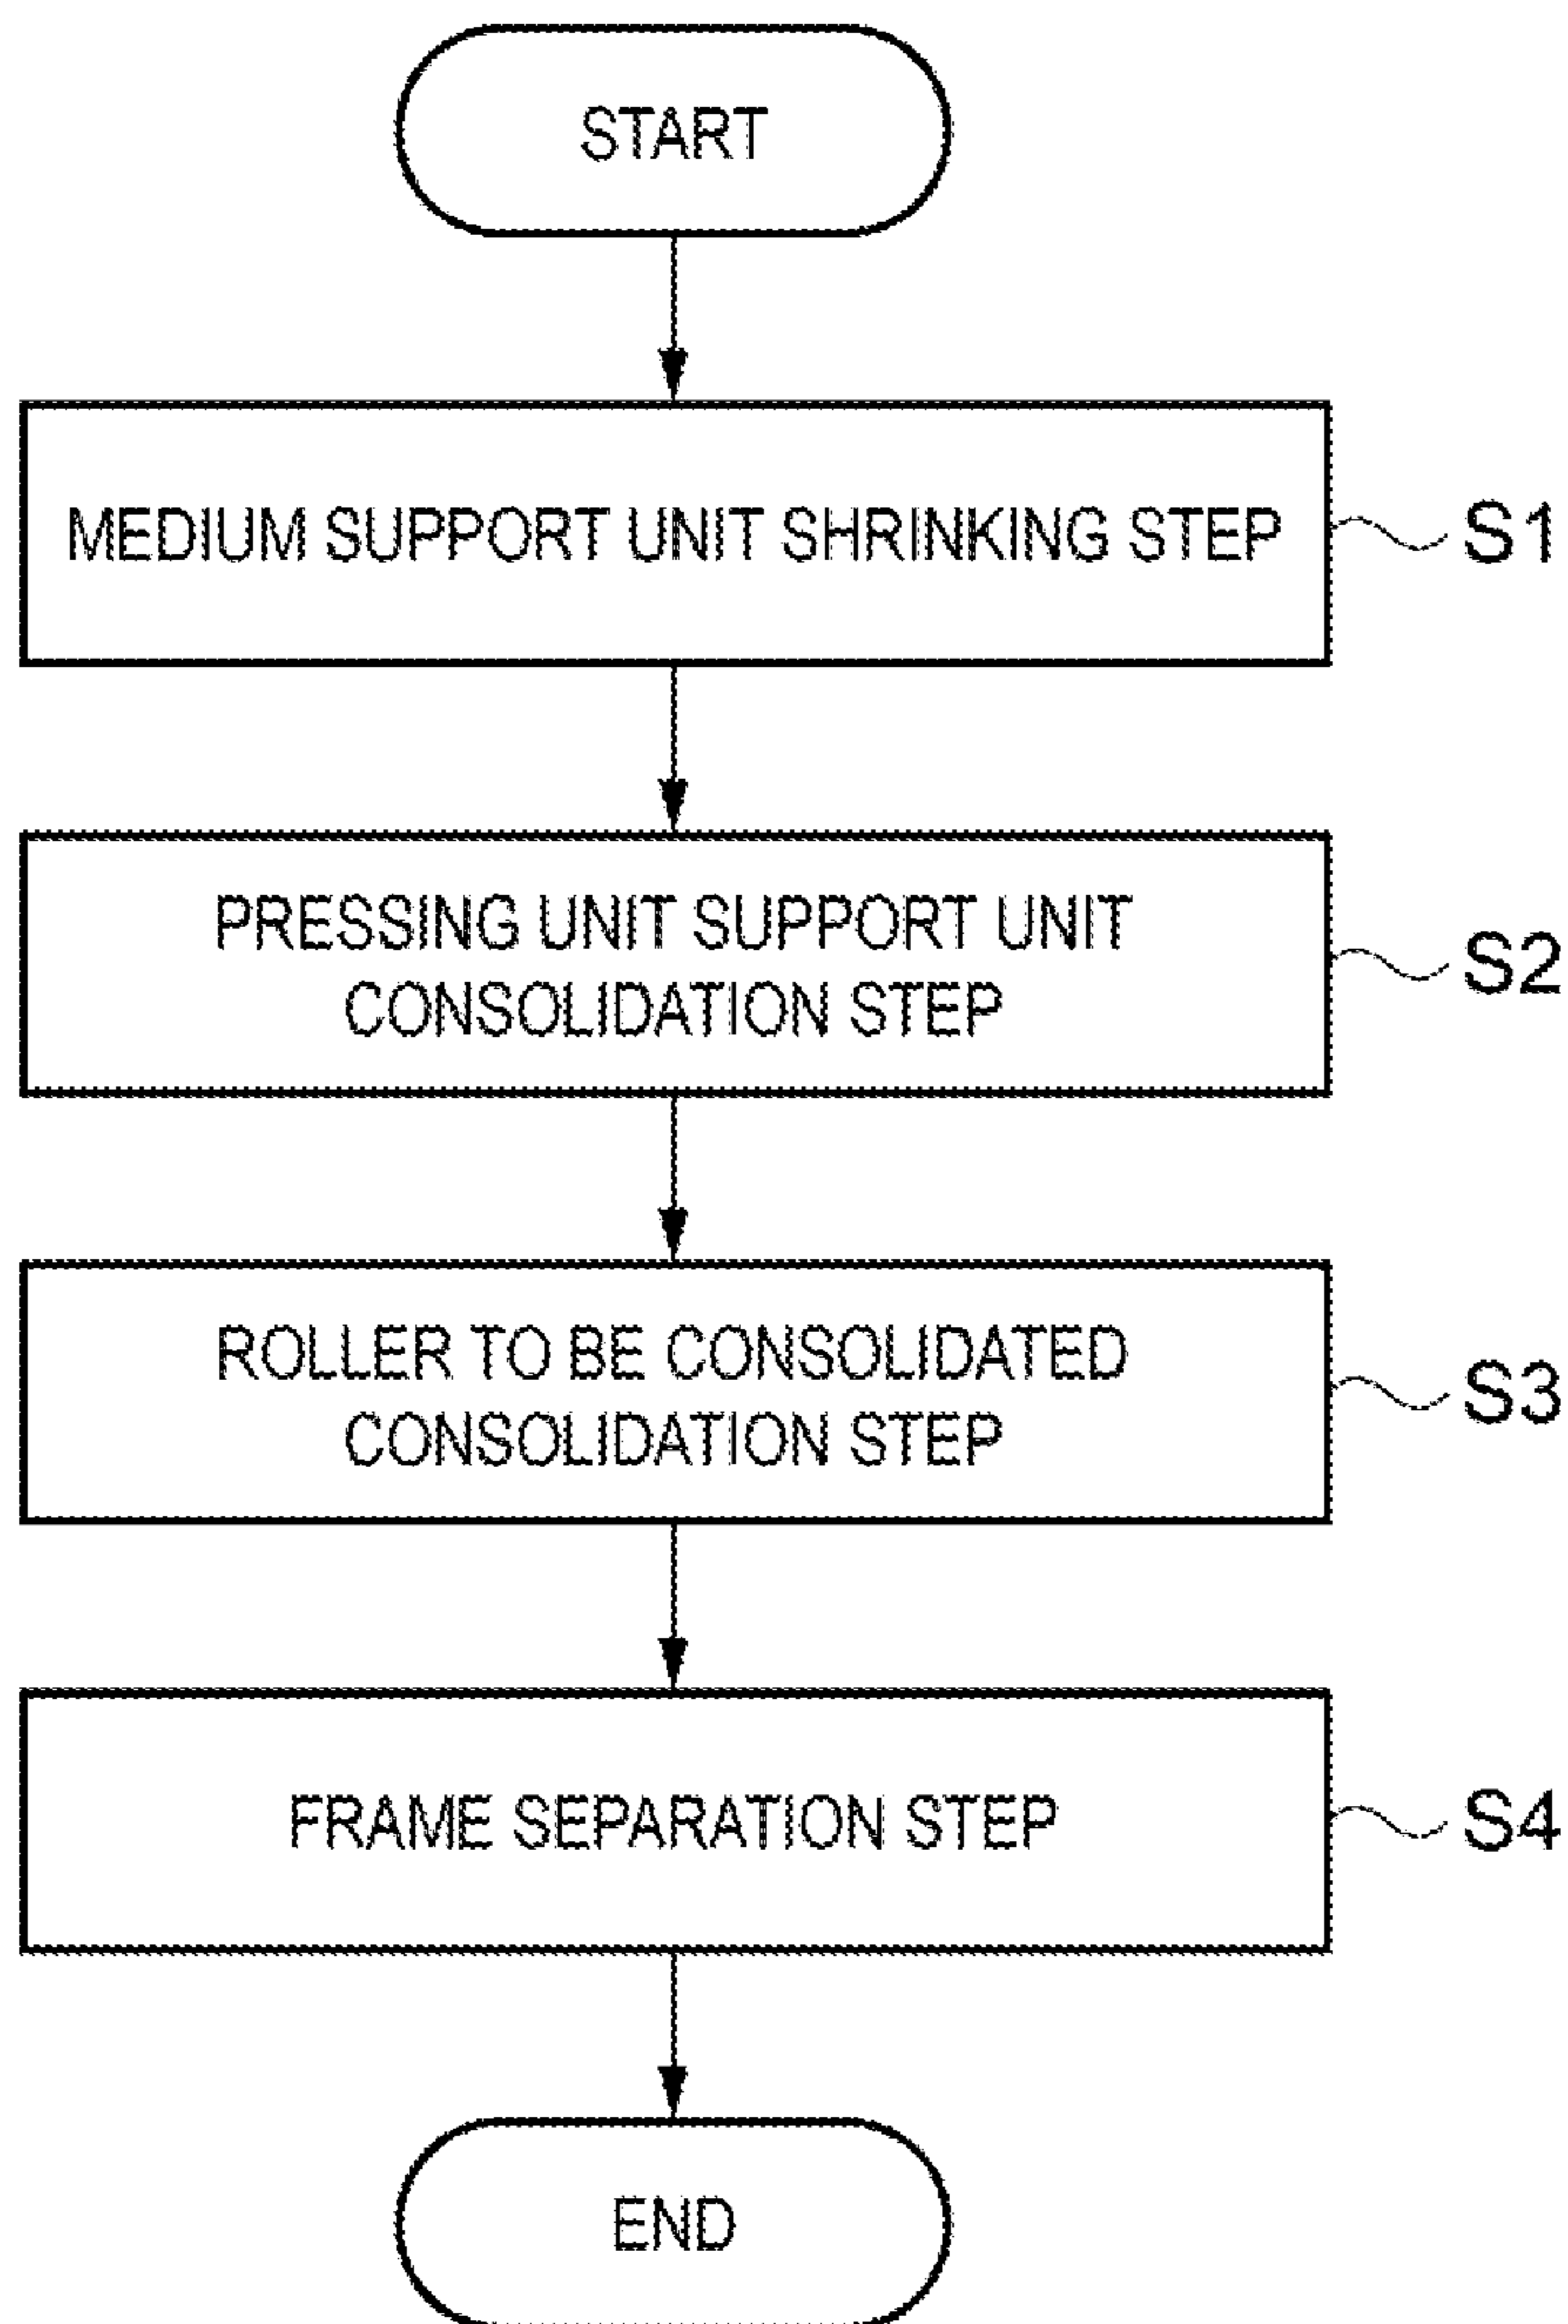 START
MEDIUM SUPPORT UNIT SHRINKING STEP
S1
PRESSING UNIT SUPPORT UNIT
CONSOLIDATION STEP
S2
ROLLER TO BE CONSOLIDATED
CONSOLIDATION STEP
S3
FRAME SEPARATION STEP
S4
END